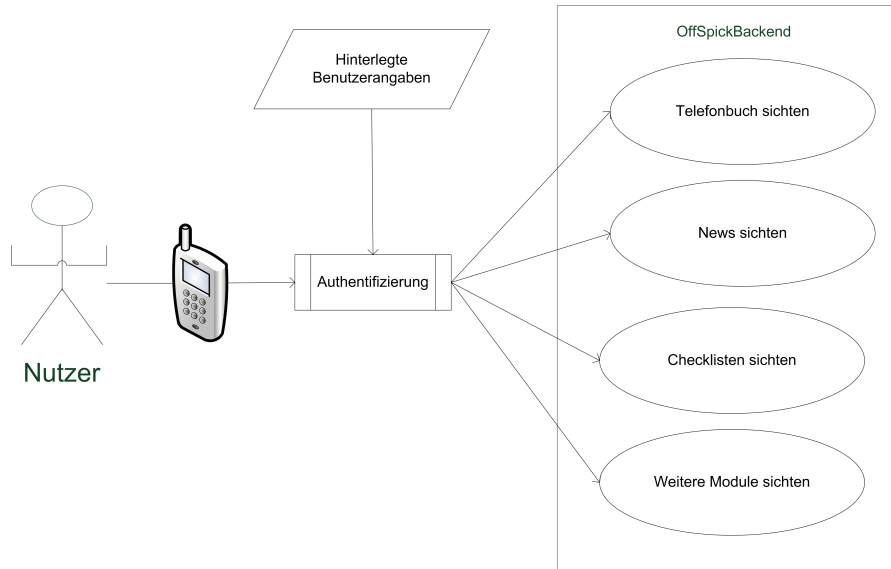 OffSpickBackend
Hinterlegte
Benutzerangaben
Telefonbuch sichten
News sichten
Authentifizierung
Checklisten sichten
Nutzer
Weitere Module sichten